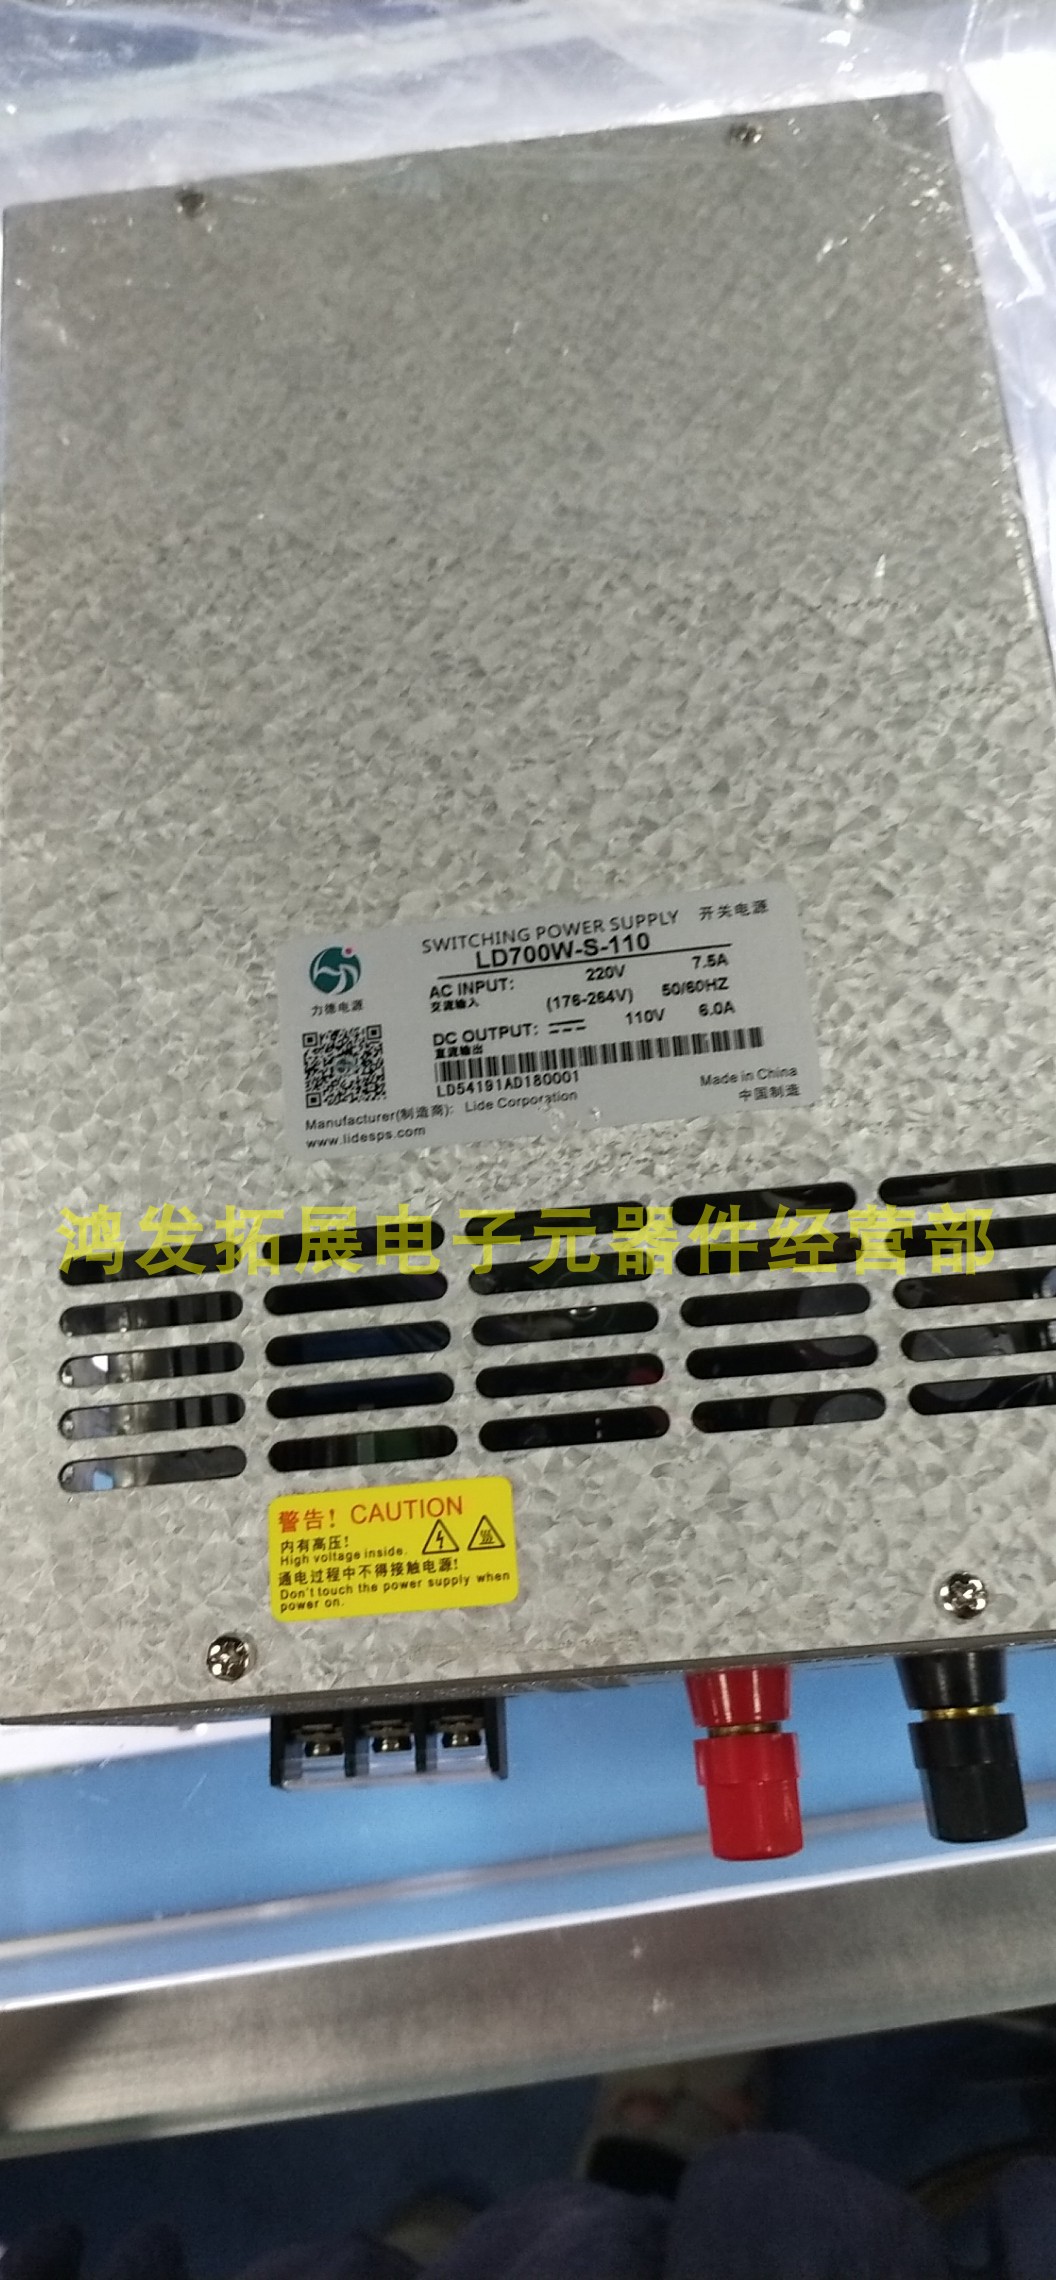 SWITCHING POWER SUPPLY 开关电源
LD700W-S-110
力德电源
AC INPUT: 220V 7.5A
交流输入 (176-264V) 50/60HZ
DC OUTPUT: 110V 6.0A
直流输出
LD54191AD180001
Manufacturer(制造商): Lide Corporation
Made in China
www.lidesps.com
中国制造
鸿发拓展电子元器件经营部
警告! CAUTION
内有高压!
High voltage inside.
通电过程中不得接触电源!
Don't touch the power supply when
power on.